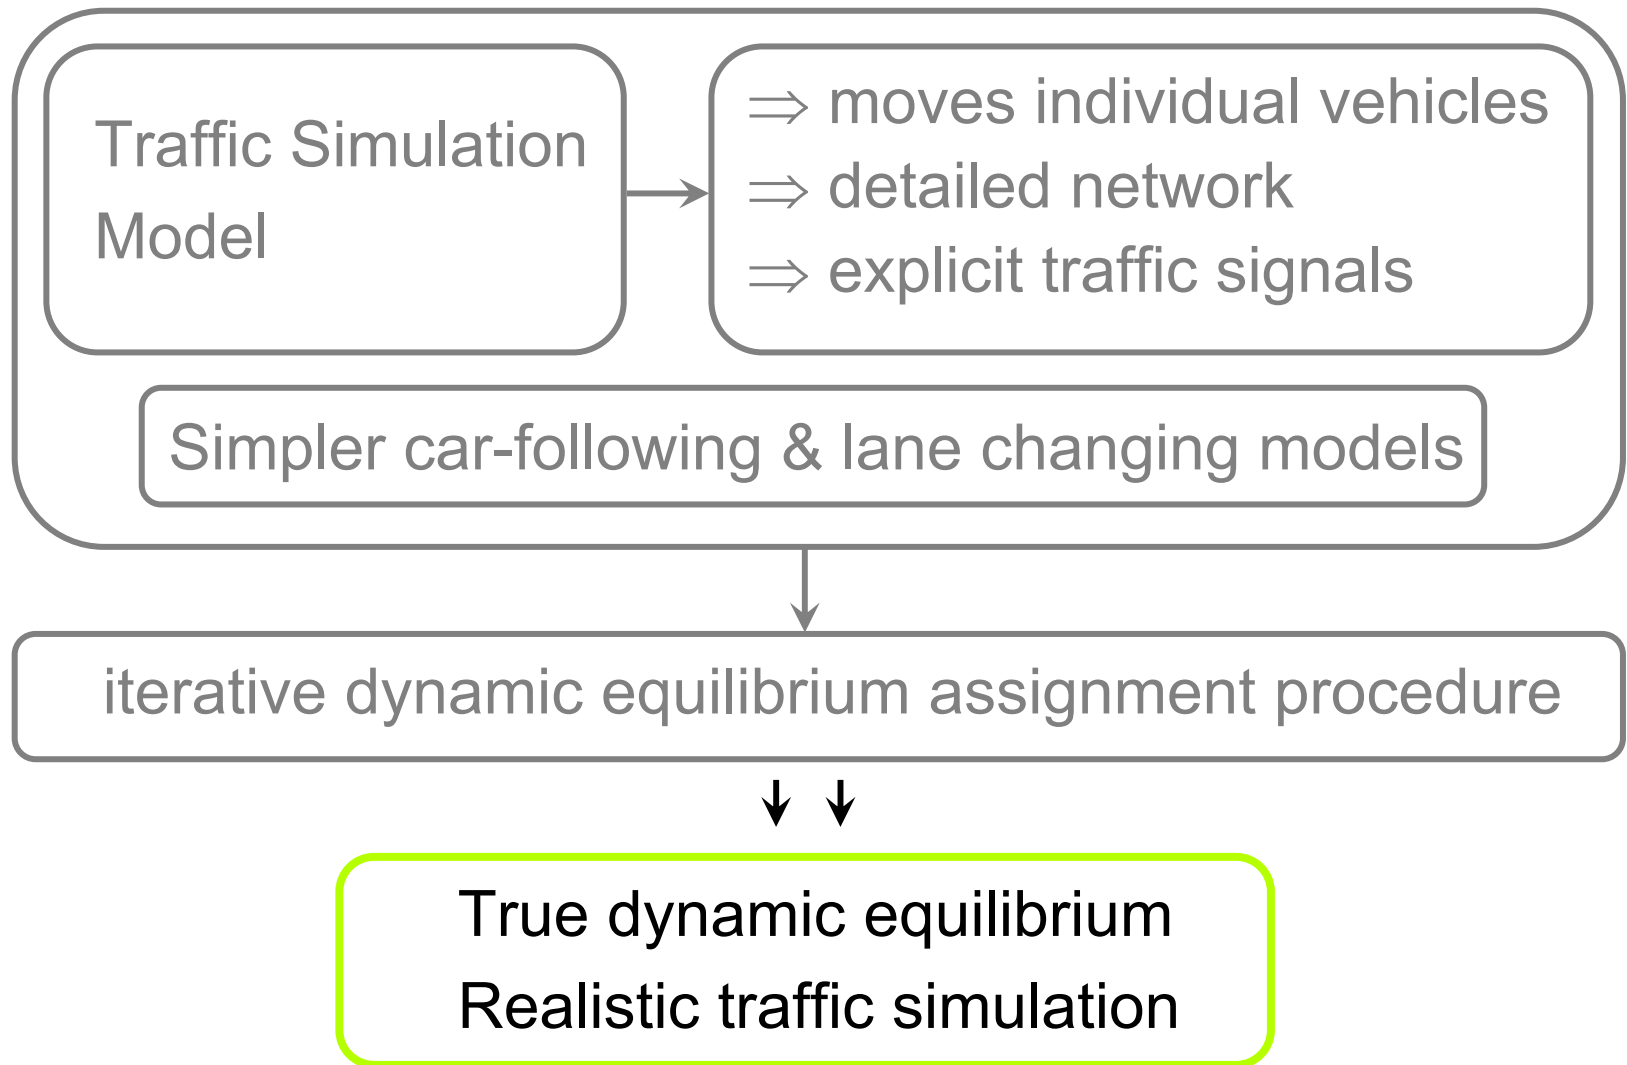 Traffic Simulation
Model
⇒ moves individual vehicles
⇒ detailed network
⇒ explicit traffic signals
Simpler car-following & lane changing models
iterative dynamic equilibrium assignment procedure
True dynamic equilibrium
Realistic traffic simulation